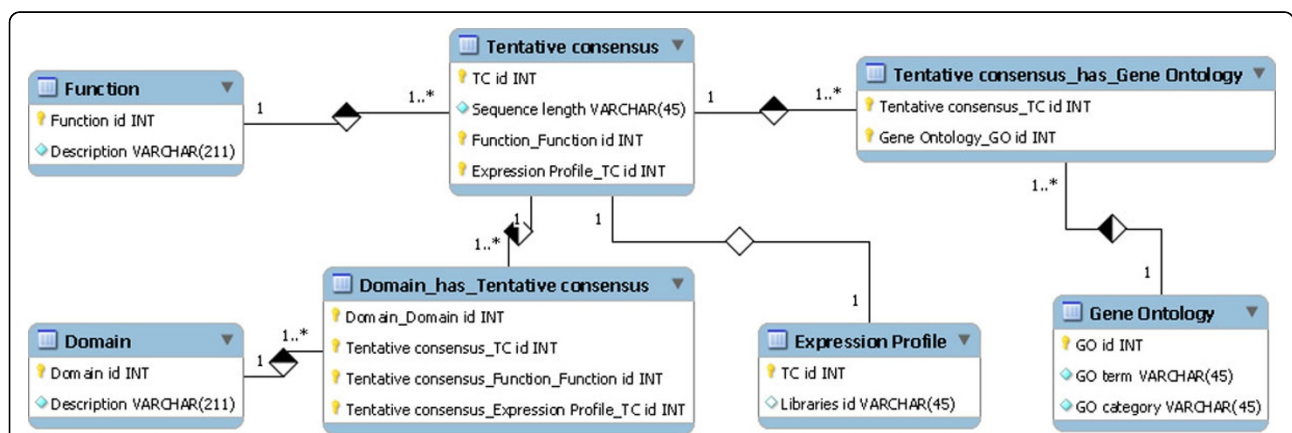 Function
Function id INT
Description VARCHAR(211)
1
1..*
Tentative consensus
TC id INT
Sequence length VARCHAR(45)
Function_Function id INT
Expression Profile_TC id INT
1
1..*
Tentative consensus_has_Gene Ontology
Tentative consensus_TC id INT
Gene Ontology_GO id INT
1
1..*
1
1
1..*
1
Domain
Domain id INT
Description VARCHAR(211)
1
1..*
Domain_has_Tentative consensus
Domain_Domain id INT
Tentative consensus_TC id INT
Tentative consensus_Function_Function id INT
Tentative consensus_Expression Profile_TC id INT
Expression Profile
TC id INT
Libraries id VARCHAR(45)
Gene Ontology
GO id INT
GO term VARCHAR(45)
GO category VARCHAR(45)